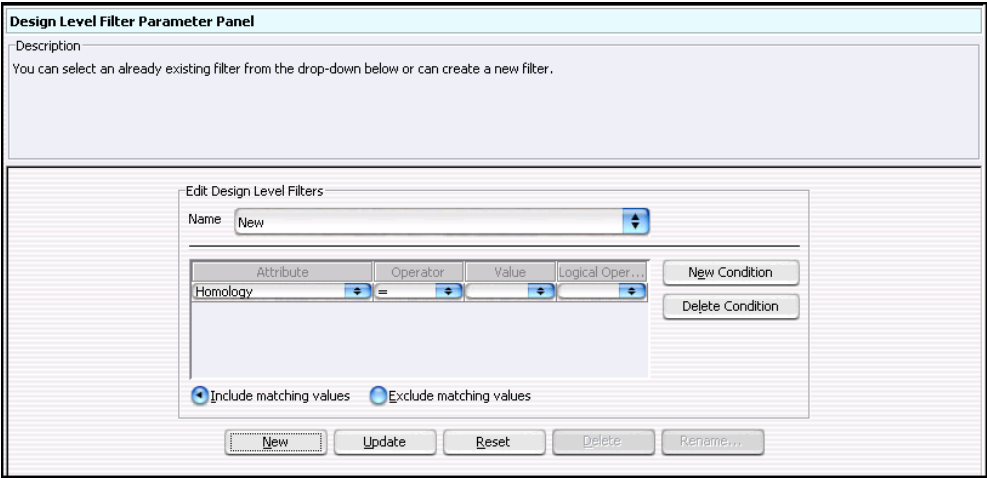 Design Level Filter Parameter Panel
Description
You can select an already existing filter from the drop-down below or can create a new filter.
Edit Design Level Filters
Name New
Attribute Operator Value Logical Oper...
Homology =
New Condition
Delete Condition
Include matching values Exclude matching values
New Update Reset Delete Rename...